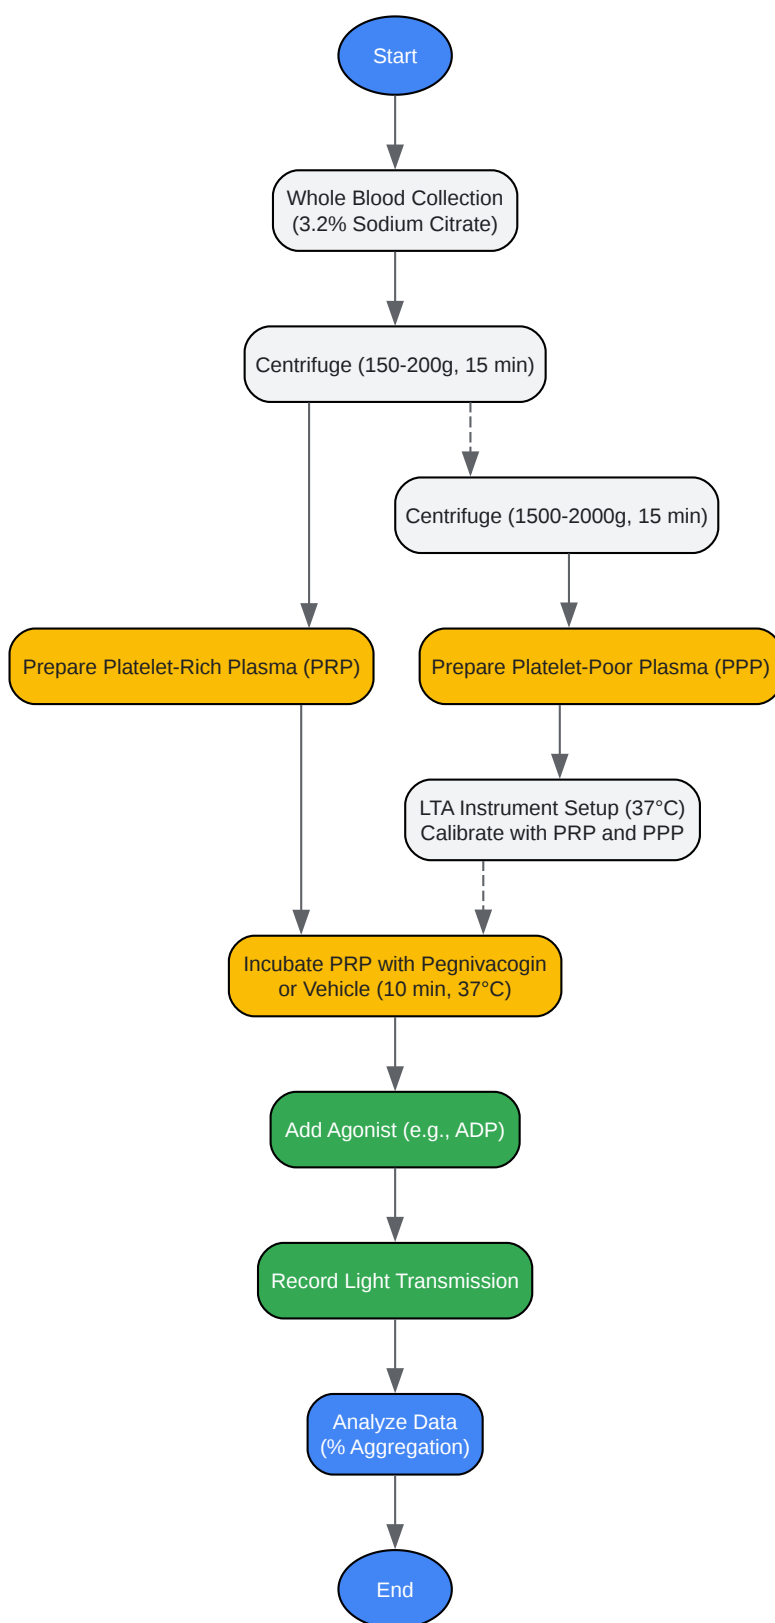 Start
Whole Blood Collection
(3.2% Sodium Citrate)
Centrifuge (150-200g, 15 min)
Centrifuge (1500-2000g, 15 min)
Prepare Platelet-Rich Plasma (PRP)
Prepare Platelet-Poor Plasma (PPP)
LTA Instrument Setup (37°C)
Calibrate with PRP and PPP
Incubate PRP with Pegnivacogin
or Vehicle (10 min, 37°C)
Add Agonist (e.g., ADP)
Record Light Transmission
Analyze Data
(% Aggregation)
End